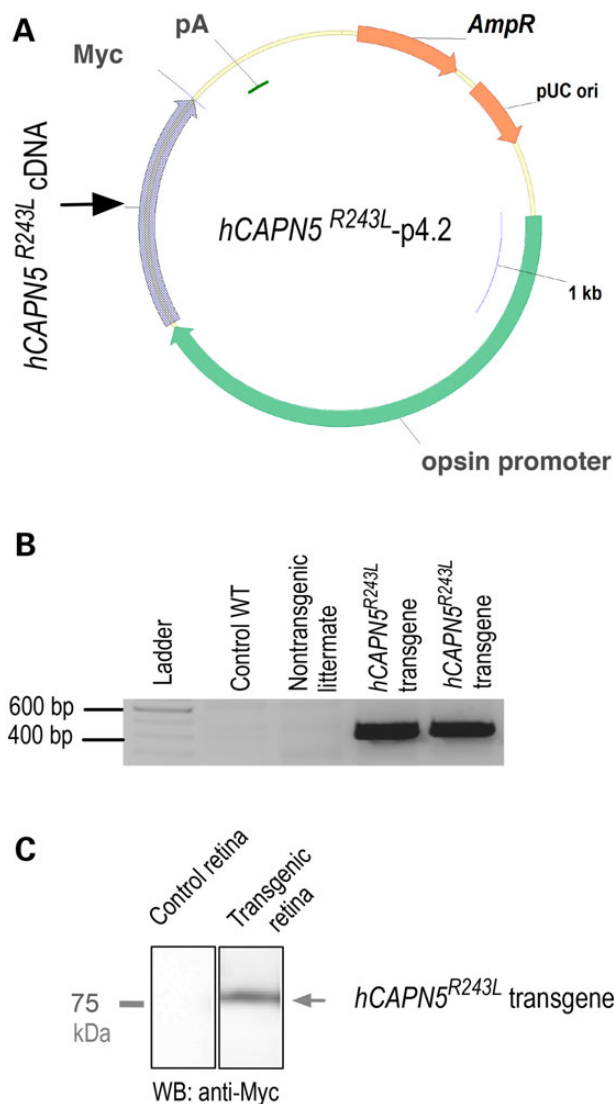 A
pA
AmpR
Myc
pUC ori
hCAPN5 R243L cDNA
hCAPN5 R243L-p4.2
1 kb
opsin promoter
B
Ladder
Control WT
Nontransgenic
littermate
hCAPN5R243L
transgene
hCAPN5R243L
transgene
600 bp
400 bp
C
Control retina
Transgenic
retina
75
kDa
hCAPN5R243L transgene
WB: anti-Myc